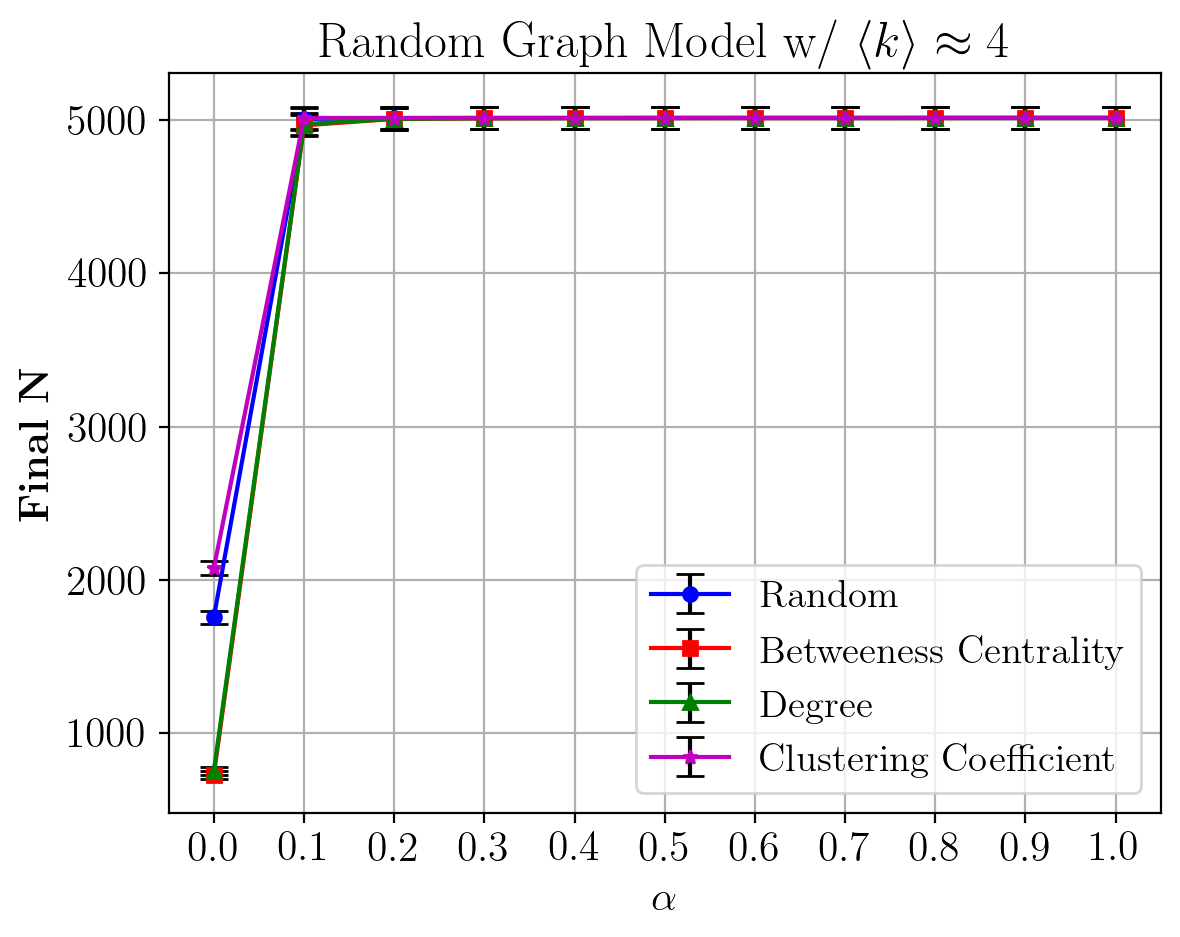 Random Graph Model w/ ⟨k⟩ ≈ 4
Final N
5000
4000
3000
2000
1000
Random
Betweeness Centrality
Degree
Clustering Coefficient
0.0 0.1 0.2 0.3 0.4 0.5 0.6 0.7 0.8 0.9 1.0
α